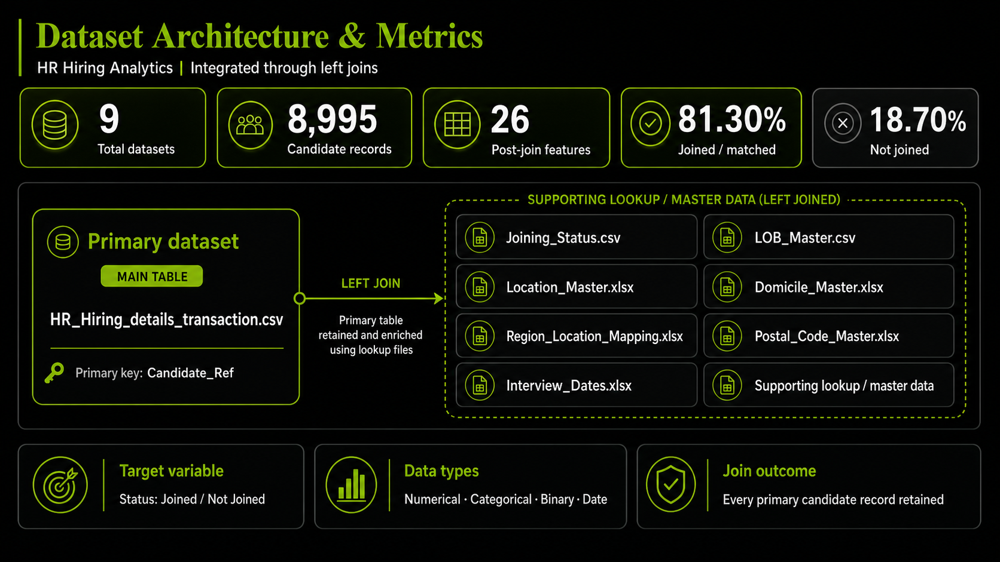 Dataset Architecture & Metrics
HR Hiring Analytics | Integrated through left joins
9
Total datasets
8,995
Candidate records
26
Post-join features
81.30%
Joined / matched
18.70%
Not joined
Primary dataset
MAIN TABLE
HR_Hiring_details_transaction.csv
Primary key: Candidate_Ref
LEFT JOIN
Primary table
retained and enriched
using lookup files
SUPPORTING LOOKUP / MASTER DATA (LEFT JOINED)
Joining_Status.csv
LOB_Master.csv
Location_Master.xlsx
Domicile_Master.xlsx
Region_Location_Mapping.xlsx
Postal_Code_Master.xlsx
Interview_Dates.xlsx
Supporting lookup / master data
Target variable
Status: Joined / Not Joined
Data types
Numerical · Categorical · Binary · Date
Join outcome
Every primary candidate record retained